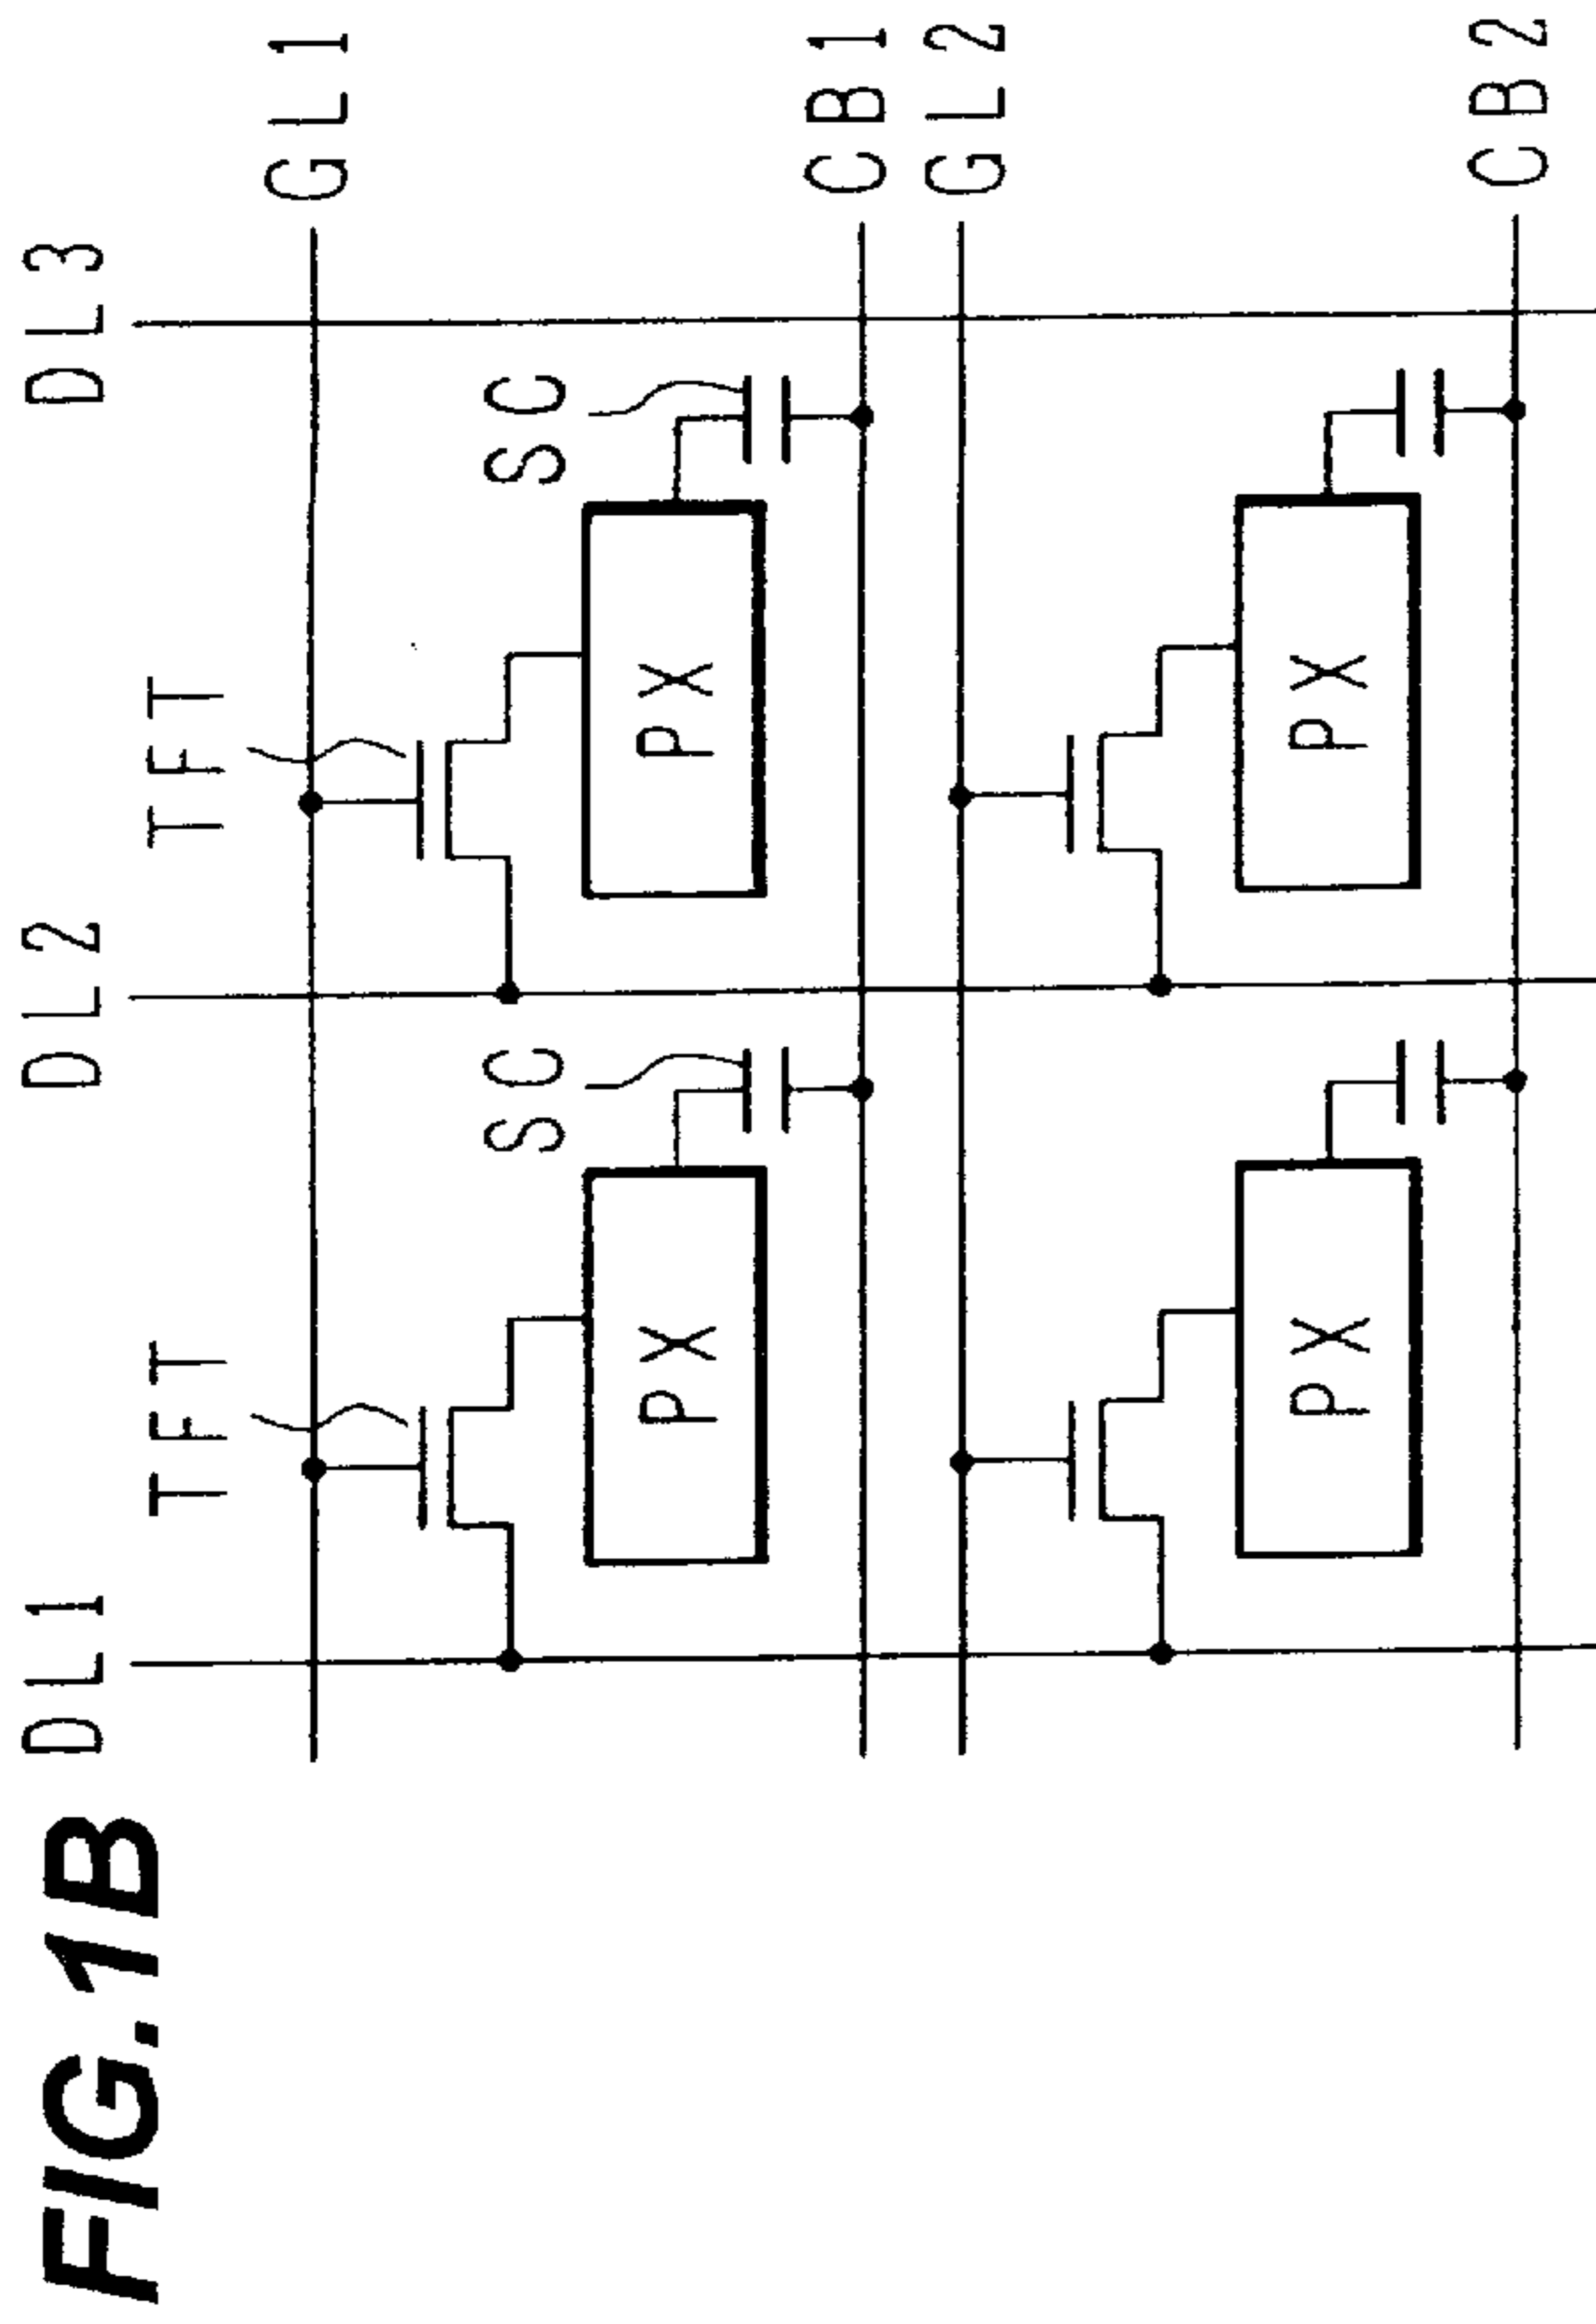 FIG.1B
DL1 DL2 DL3
TFT TFT
GL1
SC SC
PX PX
CB1
GL2
PX PX
CB2